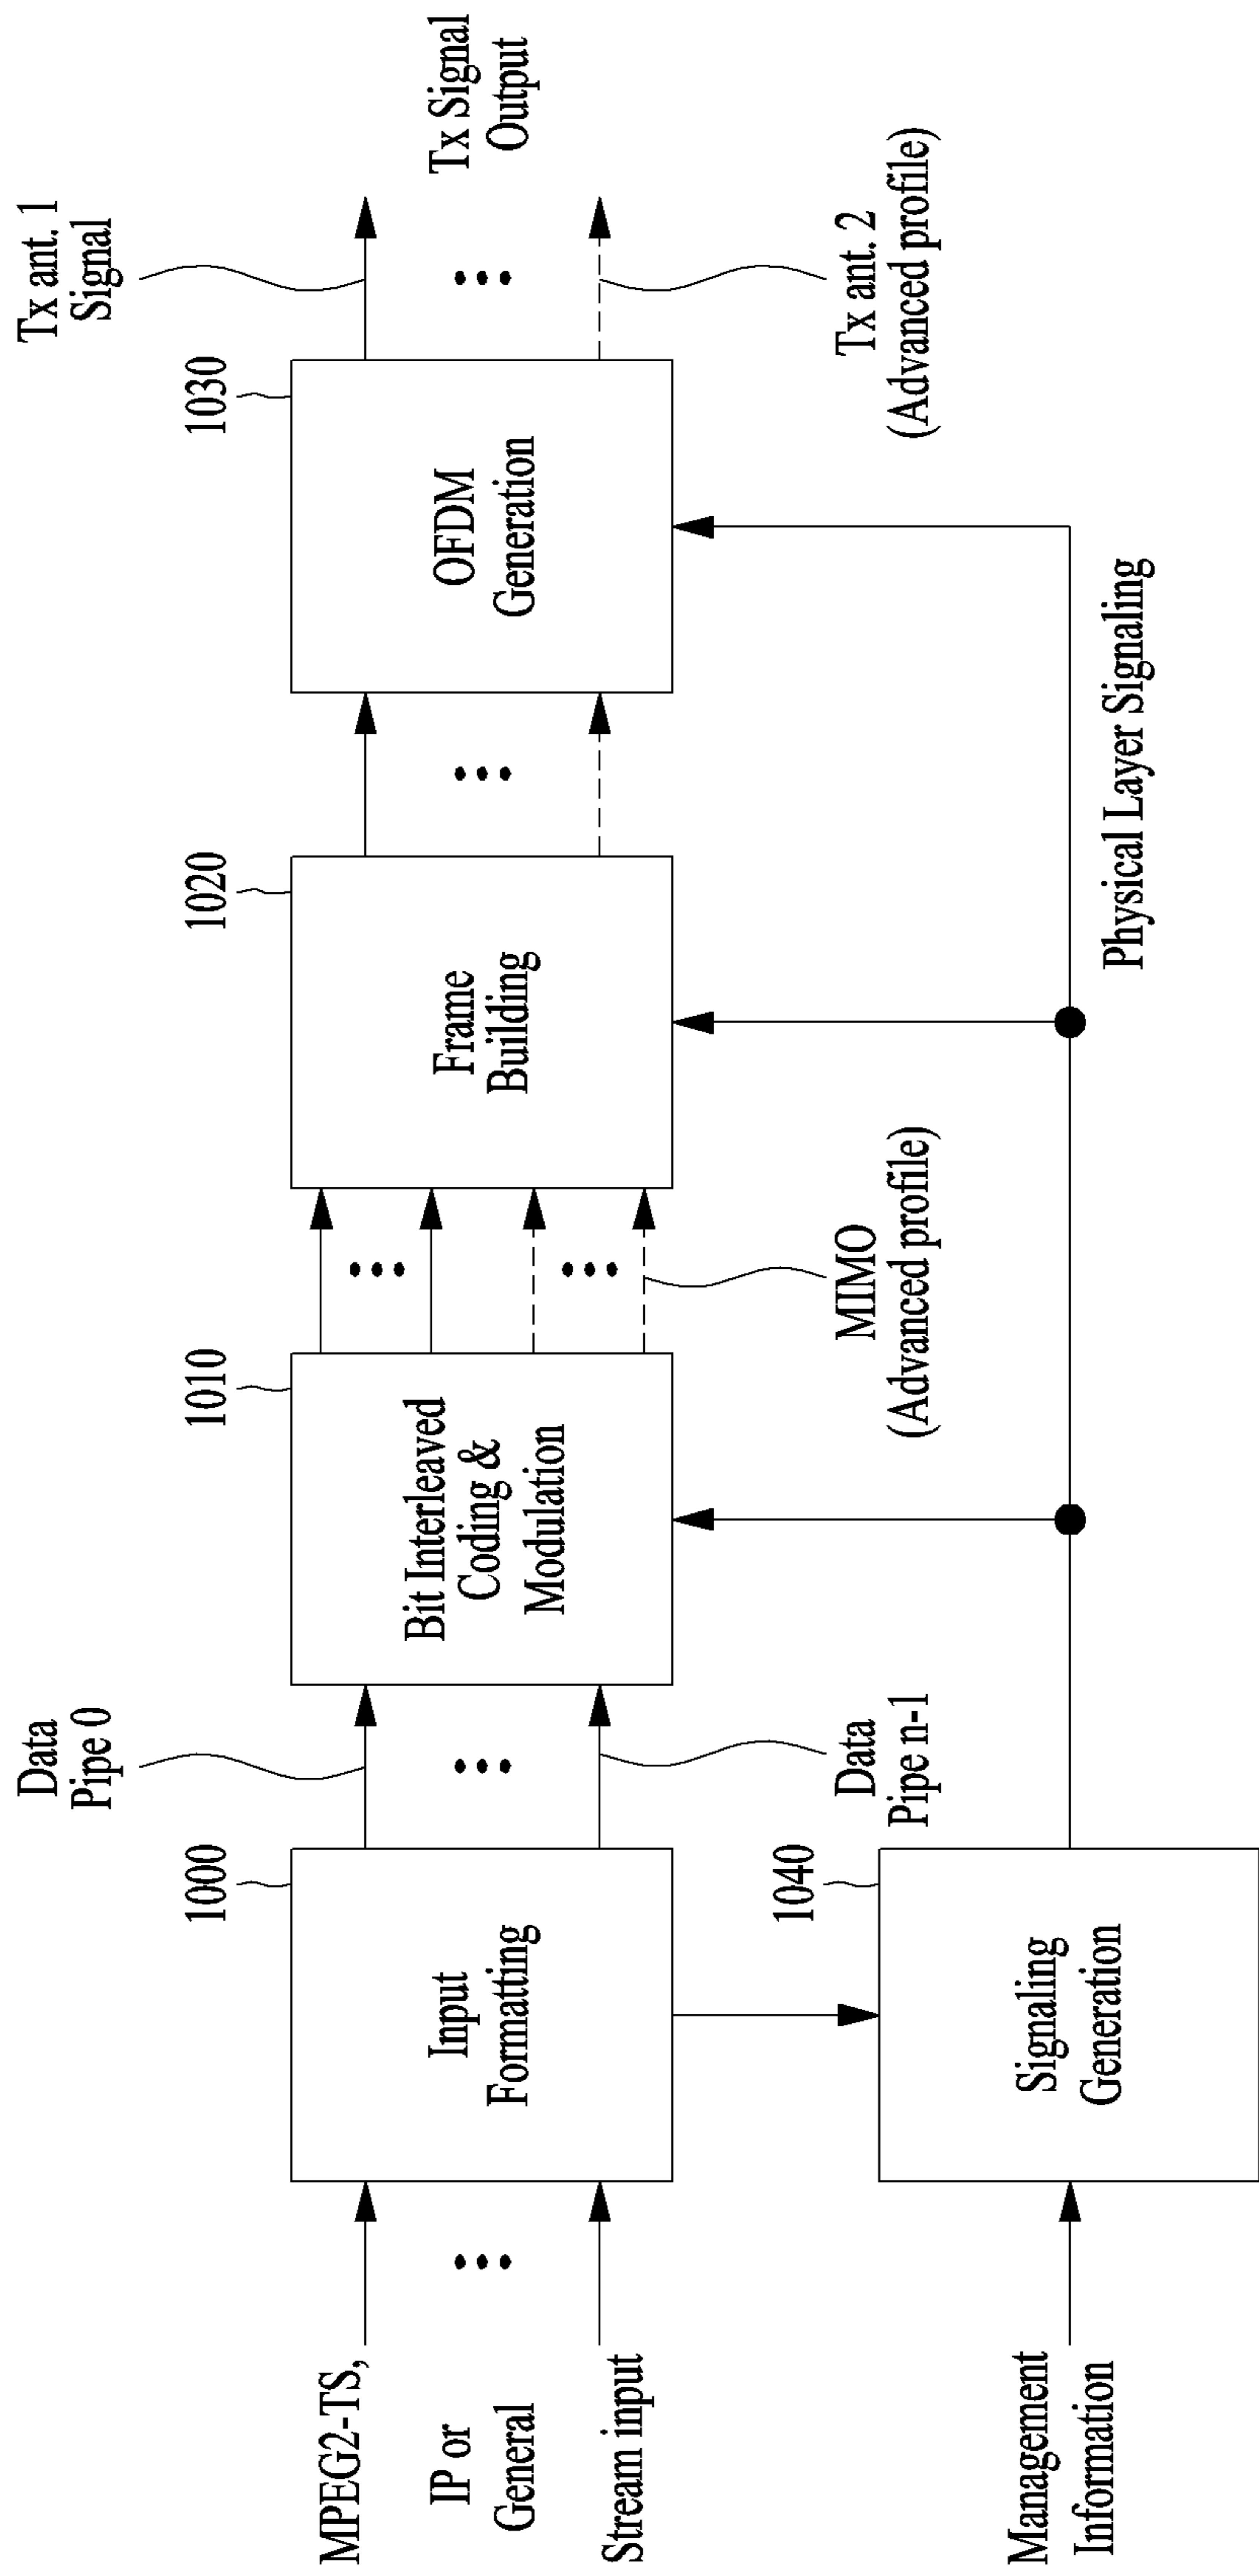 Tx ant. 1
Signal
Tx Signal
Output
Tx ant. 2
(Advanced profile)
1030
OFDM
Generation
1020
Frame
Building
Physical Layer Signaling
MIMO
(Advanced profile)
1010
Bit Interleaved
Coding &
Modulation
Data
Pipe 0
Data
Pipe n-1
1000
Input
Formatting
1040
Signaling
Generation
MPEG2-TS,
IP or
General
Stream input
Management
Information